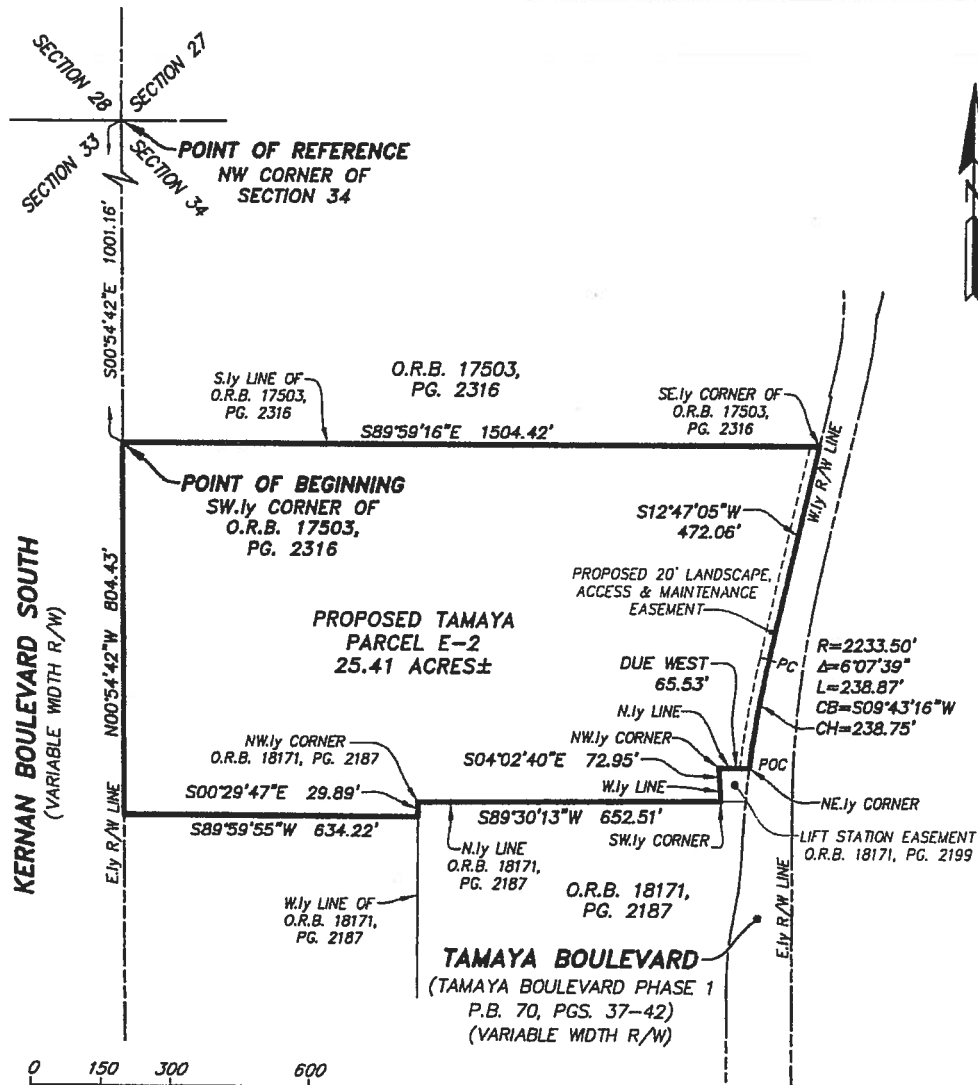 SECTION 28
SECTION 27
SECTION 33
SECTION 34
POINT OF REFERENCE
NW CORNER OF
SECTION 34
N
S00°54'42"E 1001.16'
O.R.B. 17503,
PG. 2316
S.ly LINE OF
O.R.B. 17503,
PG. 2316
SE.ly CORNER OF
O.R.B. 17503,
PG. 2316
S89°59'16"E 1504.42'
POINT OF BEGINNING
SW.ly CORNER OF
O.R.B. 17503,
PG. 2316
W.ly R/W LINE
S12°47'05"W
472.06'
PROPOSED 20' LANDSCAPE,
ACCESS & MAINTENANCE
EASEMENT
KERNAN BOULEVARD SOUTH
(VARIABLE WIDTH R/W)
N00°54'42"W 804.43'
PROPOSED TAMAYA
PARCEL E-2
25.41 ACRES±
PC
R=2233.50'
Δ=6°07'39"
L=238.87'
CB=S09°43'16"W
CH=238.75'
DUE WEST
65.53'
N.ly LINE
NW.ly CORNER
NW.ly CORNER
O.R.B. 18171, PG. 2187
S04°02'40"E 72.95'
POC
W.ly LINE
NE.ly CORNER
S00°29'47"E 29.89'
S89°59'55"W 634.22'
S89°30'13"W 652.51'
SW.ly CORNER
LIFT STATION EASEMENT
O.R.B. 18171, PG. 2199
E.ly R/W LINE
N.ly LINE
O.R.B. 18171,
PG. 2187
W.ly LINE OF
O.R.B. 18171,
PG. 2187
O.R.B. 18171,
PG. 2187
E.ly R/W LINE
TAMAYA BOULEVARD
(TAMAYA BOULEVARD PHASE 1
P.B. 70, PGS. 37-42)
(VARIABLE WIDTH R/W)
0 150 300 600